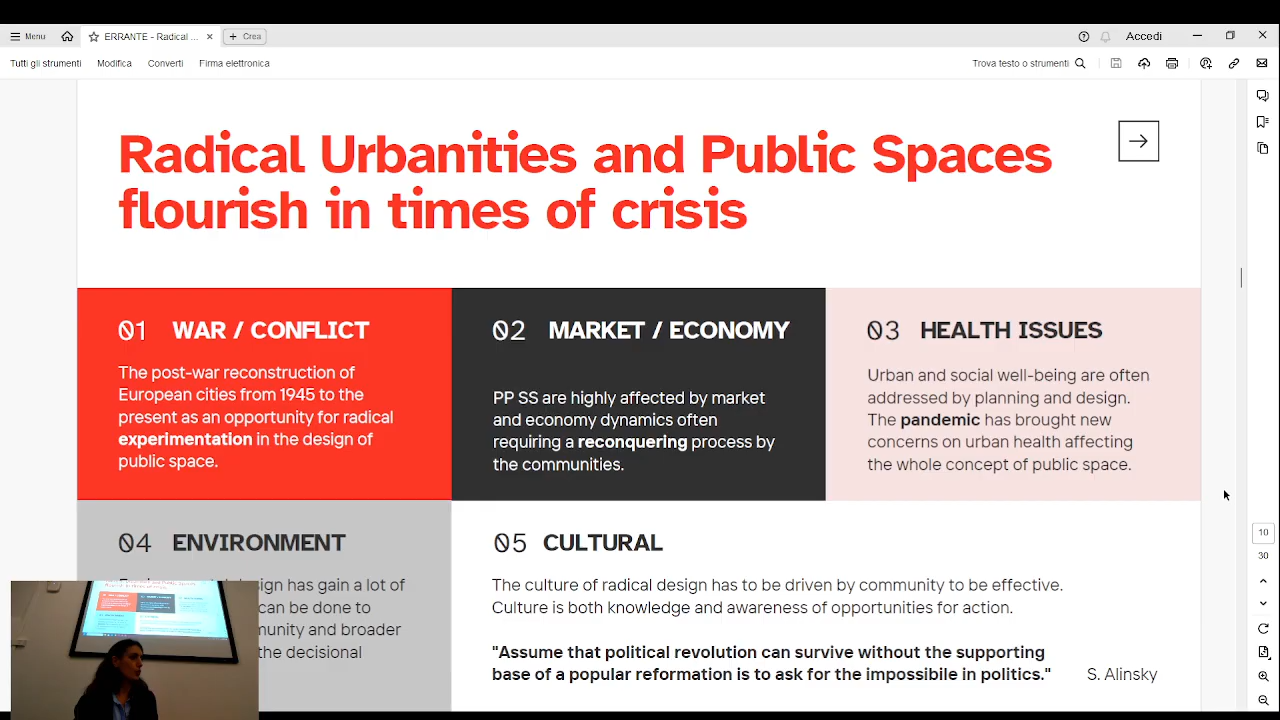 Menu
ERRANTE - Radical ...
Crea
Accedi
Tutti gli strumenti
Modifica
Converti
Firma elettronica
Trova testo o strumenti
Radical Urbanities and Public Spaces
flourish in times of crisis
01 WAR / CONFLICT
The post-war reconstruction of
European cities from 1945 to the
present as an opportunity for radical
experimentation in the design of
public space.
02 MARKET / ECONOMY
PP SS are highly affected by market
and economy dynamics often
requiring a reconquering process by
the communities.
03 HEALTH ISSUES
Urban and social well-being are often
addressed by planning and design.
The pandemic has brought new
concerns on urban health affecting
the whole concept of public space.
04 ENVIRONMENT
design has gain a lot of
can be done to
and broader
the decisional
05 CULTURAL
The culture of radical design has to be driven by community to be effective.
Culture is both knowledge and awareness of opportunities for action.
"Assume that political revolution can survive without the supporting
base of a popular reformation is to ask for the impossibile in politics."
S. Alinsky
10
30